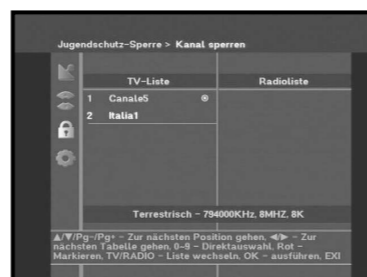 Jugendschutz-Sperre > Kanal sperren
TV-Liste
Radioliste
1 Canale5
2 Italia1
Terrestrisch - 794000KHz, 8MHZ, 8K
▲/▼/Pg-/Pg+ - Zur nächsten Position gehen, ◄/► - Zur
nächsten Tabelle gehen, 0-9 - Direktauswahl, Rot -
Markieren, TV/RADIO - Liste wechseln, OK - ausführen, EXI